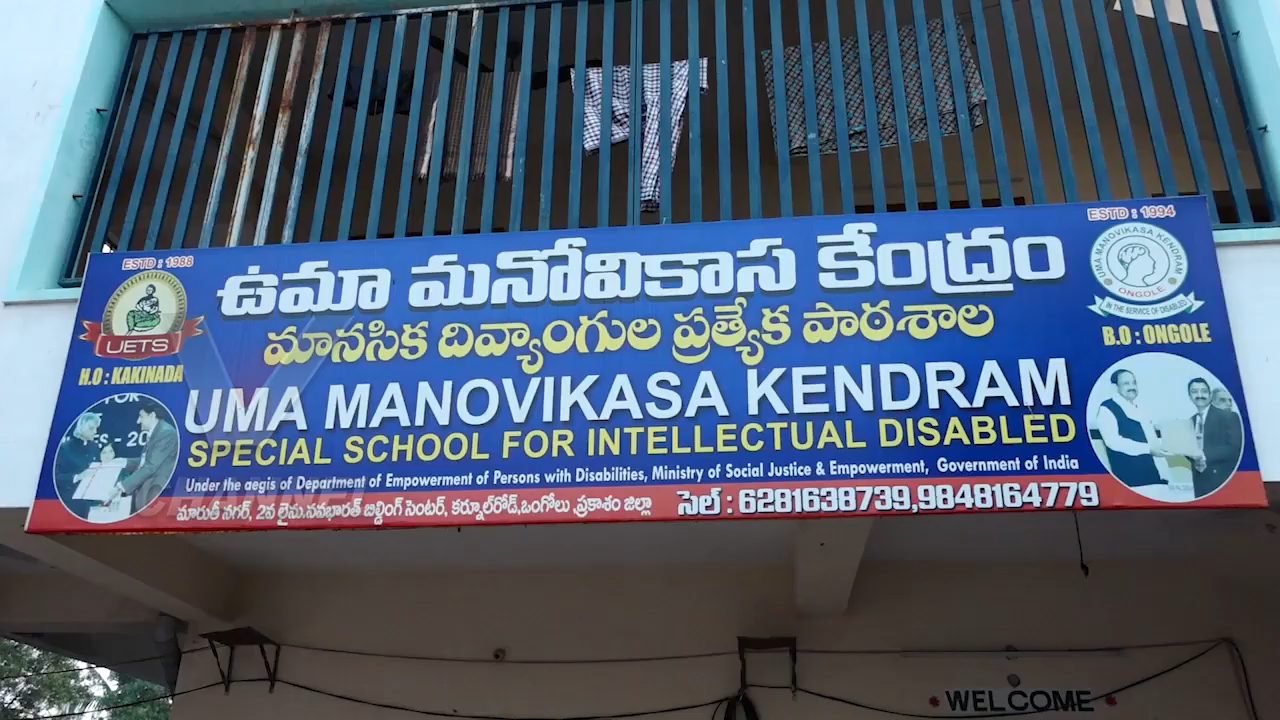 ESTD : 1988
ESTD : 1994
ఉమా మనోవికాస కేంద్రం
UMA MANOVIKASA KENDRAM
ONGOLE
IN THE SERVICE OF DISABLED
UETS
మానసిక దివ్యాంగుల ప్రత్యేక పాఠశాల
H.O : KAKINADA
B.O : ONGOLE
UMA MANOVIKASA KENDRAM
SPECIAL SCHOOL FOR INTELLECTUAL DISABLED
Under the aegis of Department of Empowerment of Persons with Disabilities, Ministry of Social Justice & Empowerment, Government of India
మారుతీ నగర్, 2వ లైను.నవభారత్ బిల్డింగ్ సెంటర్, కర్నూల్‌రోడ్,ఒంగోలు ,ప్రకాశం జిల్లా
సెల్ : 6281638739,9848164779
CHANNEL
WELCOME